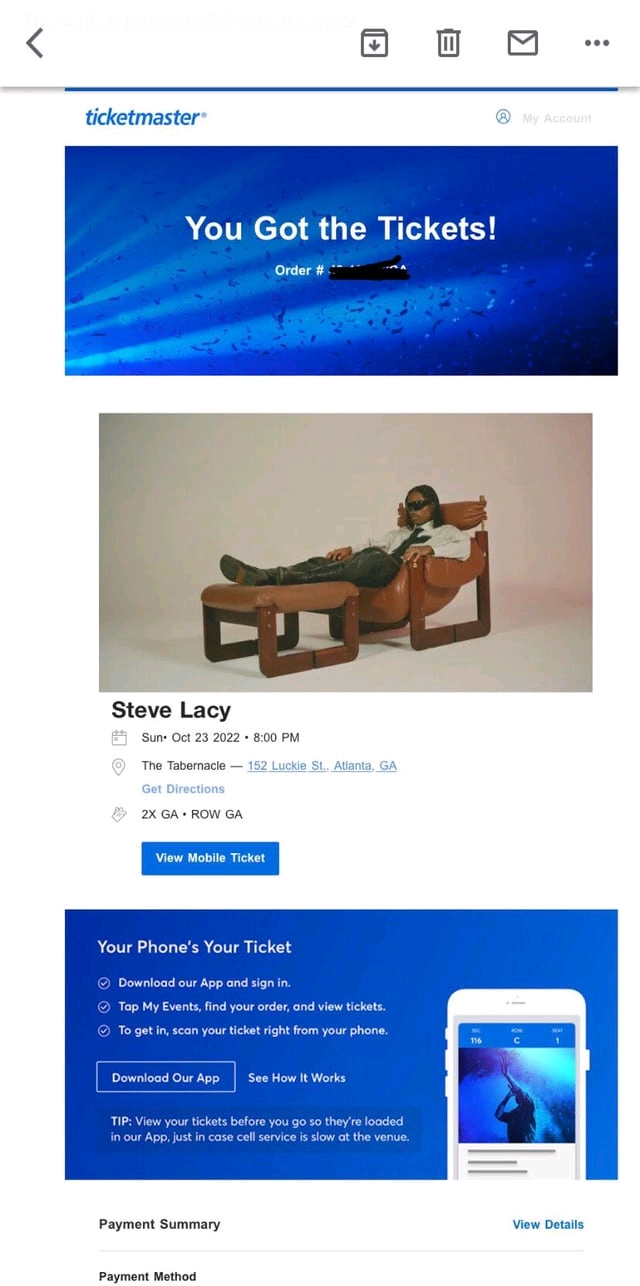 ticketmaster®
My Account
You Got the Tickets!
Order #
Steve Lacy
Sun• Oct 23 2022 • 8:00 PM
The Tabernacle — 152 Luckie St., Atlanta, GA
Get Directions
2X GA • ROW GA
View Mobile Ticket
Your Phone's Your Ticket
Download our App and sign in.
Tap My Events, find your order, and view tickets.
To get in, scan your ticket right from your phone.
Download Our App See How It Works
TIP: View your tickets before you go so they're loaded
in our App, just in case cell service is slow at the venue.
SEC ROW SEAT
116 C 1
Payment Summary View Details
Payment Method